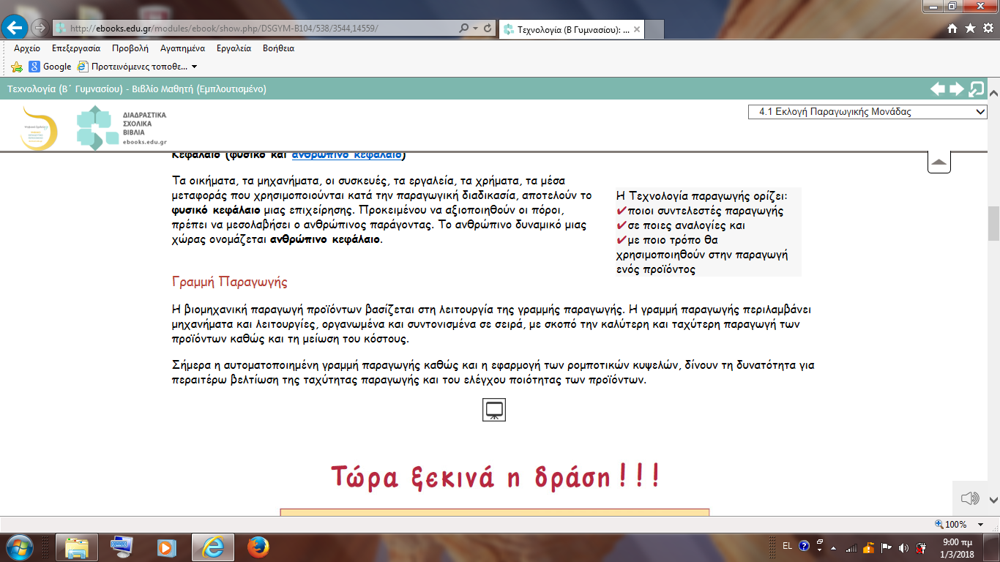 http://ebooks.edu.gr/modules/ebook/show.php/DSGYM-B104/538/3544,14559/
Τεχνολογία (Β Γυμνασίου): ...
Αρχείο Επεξεργασία Προβολή Αγαπημένα Εργαλεία Βοήθεια
Google Προτεινόμενες τοποθε...
Τεχνολογία (Β΄ Γυμνασίου) - Βιβλίο Μαθητή (Εμπλουτισμένο)
ΔΙΑΔΡΑΣΤΙΚΑ
ΣΧΟΛΙΚΑ
ΒΙΒΛΙΑ
ebooks.edu.gr
4.1 Εκλογή Παραγωγικής Μονάδας
Κεφάλαιο (φυσικό και ανθρώπινο κεφάλαιο)
Τα οικήματα, τα μηχανήματα, οι συσκευές, τα εργαλεία, τα χρήματα, τα μέσα
μεταφοράς που χρησιμοποιούνται κατά την παραγωγική διαδικασία, αποτελούν το
φυσικό κεφάλαιο μιας επιχείρησης. Προκειμένου να αξιοποιηθούν οι πόροι,
πρέπει να μεσολαβήσει ο ανθρώπινος παράγοντας. Το ανθρώπινο δυναμικό μιας
χώρας ονομάζεται ανθρώπινο κεφάλαιο.
Η Τεχνολογία παραγωγής ορίζει:
✔ποιοι συντελεστές παραγωγής
✔σε ποιες αναλογίες και
✔με ποιο τρόπο θα
χρησιμοποιηθούν στην παραγωγή
ενός προϊόντος
Γραμμή Παραγωγής
Η βιομηχανική παραγωγή προϊόντων βασίζεται στη λειτουργία της γραμμής παραγωγής. Η γραμμή παραγωγής περιλαμβάνει
μηχανήματα και λειτουργίες, οργανωμένα και συντονισμένα σε σειρά, με σκοπό την καλύτερη και ταχύτερη παραγωγή των
προϊόντων καθώς και τη μείωση του κόστους.
Σήμερα η αυτοματοποιημένη γραμμή παραγωγής καθώς και η εφαρμογή των ρομποτικών κυψελών, δίνουν τη δυνατότητα για
περαιτέρω βελτίωση της ταχύτητας παραγωγής και του ελέγχου ποιότητας των προϊόντων.
Τώρα ξεκινά η δράση!!!
100%
EL
9:00 πμ
1/3/2018